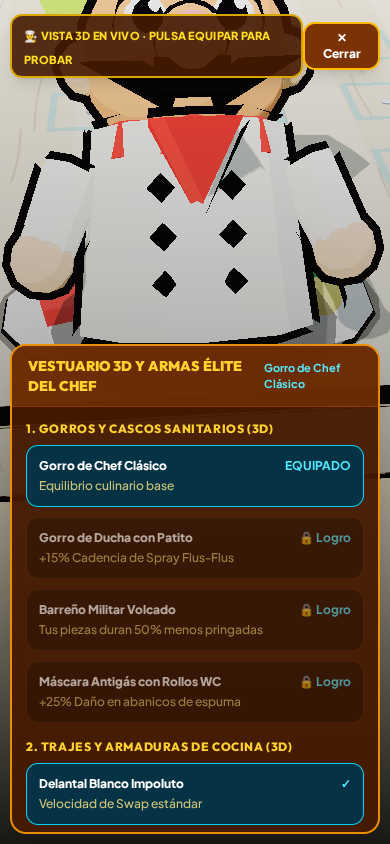 👨‍🍳 VISTA 3D EN VIVO · PULSA EQUIPAR PARA
PROBAR
✕
Cerrar
VESTUARIO 3D Y ARMAS ÉLITE
DEL CHEF
Gorro de Chef
Clásico
1. GORROS Y CASCOS SANITARIOS (3D)
Gorro de Chef Clásico
EQUIPADO
Equilibrio culinario base
Gorro de Ducha con Patito
🔒 Logro
+15% Cadencia de Spray Flus-Flus
Barreño Militar Volcado
🔒 Logro
Tus piezas duran 50% menos pringadas
Máscara Antigás con Rollos WC
🔒 Logro
+25% Daño en abanicos de espuma
2. TRAJES Y ARMADURAS DE COCINA (3D)
Delantal Blanco Impoluto
✓
Velocidad de Swap estándar